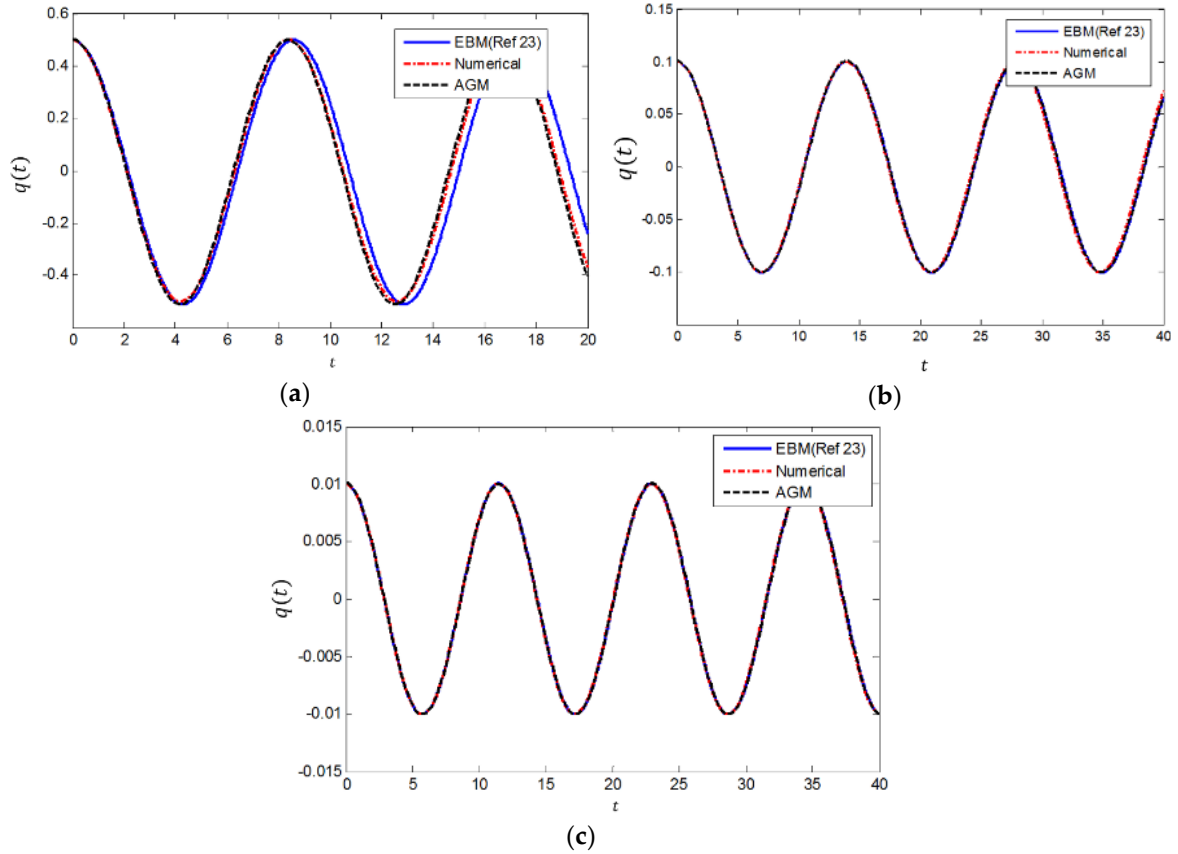 0.6
0.4
0.2
0
-0.2
-0.4
q(t)
0 2 4 6 8 10 12 14 16 18 20
t
EBM(Ref 23)
Numerical
AGM
(a)
0.15
0.1
0.05
0
-0.05
-0.1
q(t)
0 5 10 15 20 25 30 35 40
t
EBM(Ref 23)
Numerical
AGM
(b)
0.015
0.01
0.005
0
-0.005
-0.01
-0.015
q(t)
0 5 10 15 20 25 30 35 40
t
EBM(Ref 23)
Numerical
AGM
(c)